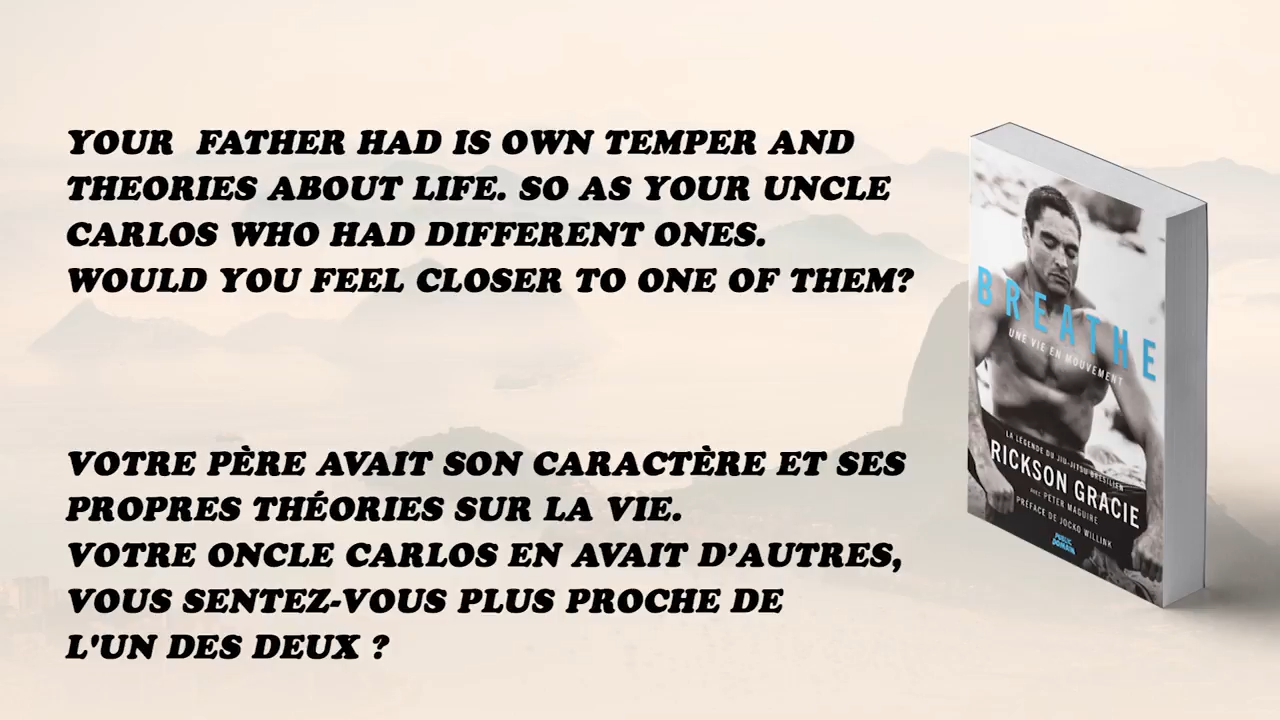 YOUR FATHER HAD IS OWN TEMPER AND
THEORIES ABOUT LIFE. SO AS YOUR UNCLE
CARLOS WHO HAD DIFFERENT ONES.
WOULD YOU FEEL CLOSER TO ONE OF THEM?
VOTRE PÈRE AVAIT SON CARACTÈRE ET SES
PROPRES THÉORIES SUR LA VIE.
VOTRE ONCLE CARLOS EN AVAIT D’AUTRES,
VOUS SENTEZ-VOUS PLUS PROCHE DE
L'UN DES DEUX ?
BREATHE
UNE VIE EN MOUVEMENT
LA LÉGENDE DU JIU-JITSU BRÉSILIEN
RICKSON GRACIE
AVEC PETER MAGUIRE
PRÉFACE DE JOCKO WILLINK
PUBLIC
DOMAIN